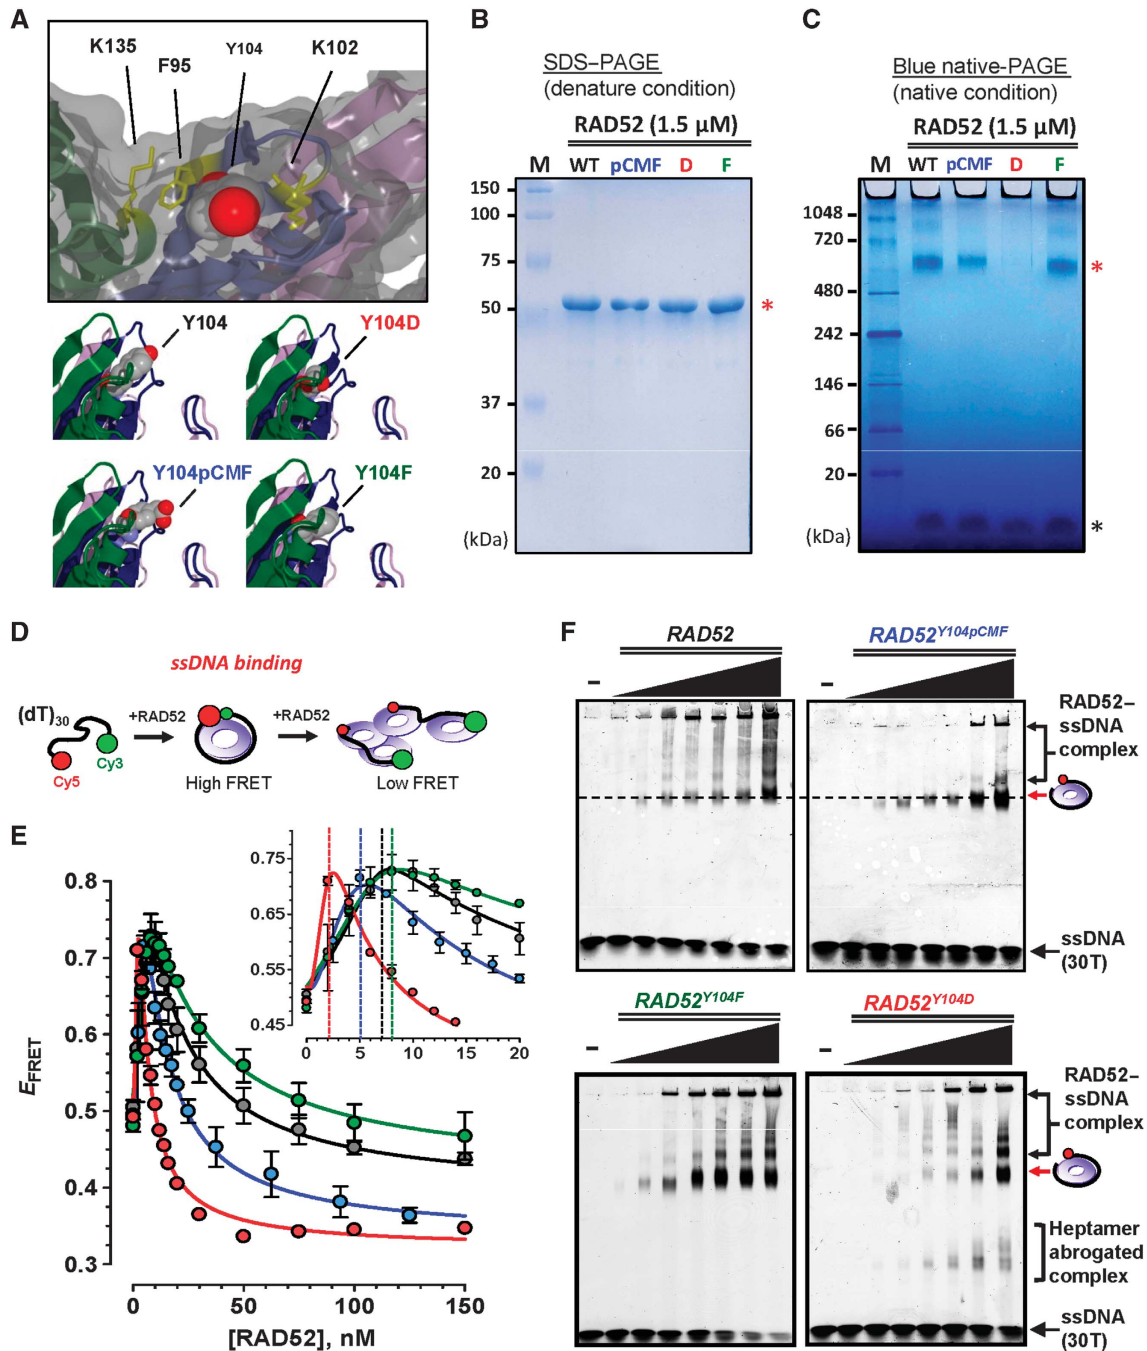 A
K135
F95
Y104
K102
Y104
Y104D
Y104pCMF
Y104F
B
SDS–PAGE
(denature condition)
RAD52 (1.5 μM)
M WT pCMF D F
150
100
75
50
37
20
(kDa)
*
C
Blue native-PAGE
(native condition)
RAD52 (1.5 μM)
M WT pCMF D F
1048
720
480
242
146
66
20
(kDa)
*
*
D
ssDNA binding
(dT)30
+RAD52
+RAD52
Cy5
Cy3
High FRET
Low FRET
E
0.8
0.7
0.6
0.5
0.4
0.3
EFRET
0 50 100 150
[RAD52], nM
0.75
0.65
0.55
0.45
0 5 10 15 20
F
RAD52
–
RAD52Y104pCMF
–
RAD52–
ssDNA
complex
ssDNA
(30T)
RAD52Y104F
–
RAD52Y104D
–
RAD52–
ssDNA
complex
Heptamer
abrogated
complex
ssDNA
(30T)